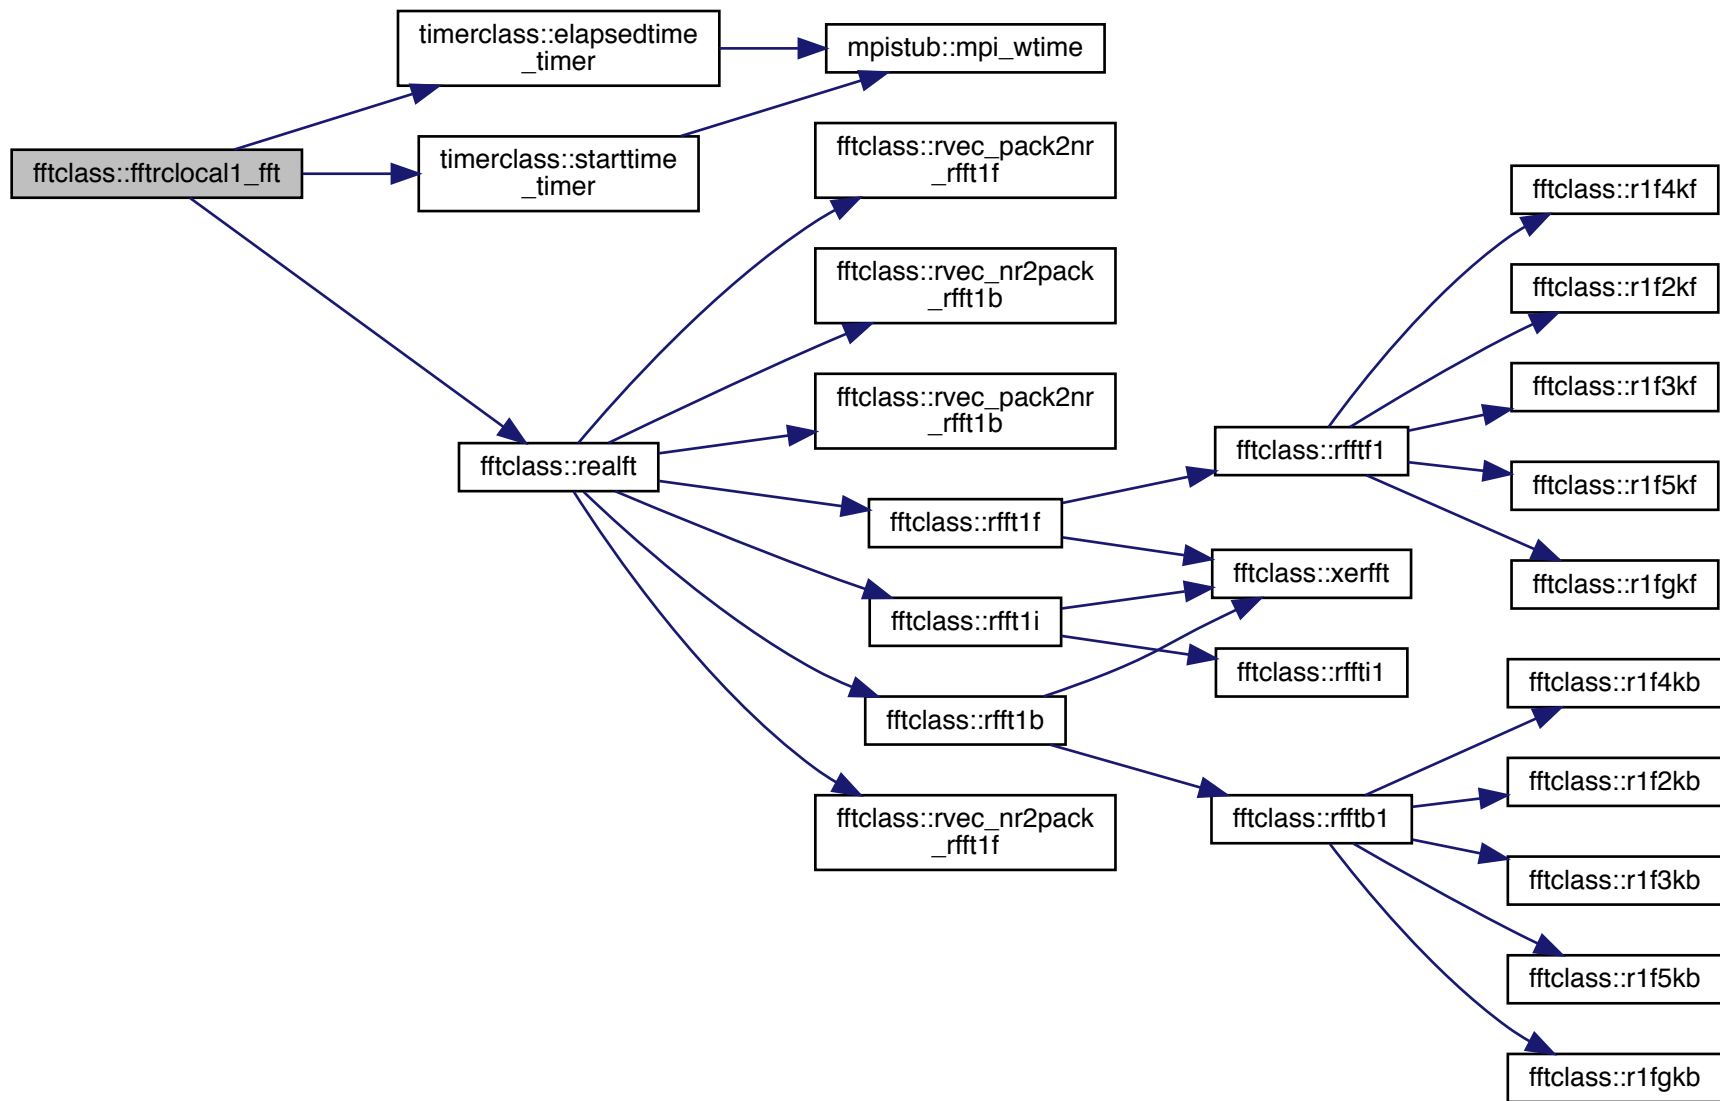 fftclass::fftrclocal1_fft
timerclass::elapsedtime
_timer
timerclass::starttime
_timer
fftclass::realft
mpistub::mpi_wtime
fftclass::rvec_pack2nr
_rfft1f
fftclass::rvec_nr2pack
_rfft1b
fftclass::rvec_pack2nr
_rfft1b
fftclass::rfft1f
fftclass::rfft1i
fftclass::rfft1b
fftclass::rvec_nr2pack
_rfft1f
fftclass::rfftf1
fftclass::xerfft
fftclass::rffti1
fftclass::rfftb1
fftclass::r1f4kf
fftclass::r1f2kf
fftclass::r1f3kf
fftclass::r1f5kf
fftclass::r1fgkf
fftclass::r1f4kb
fftclass::r1f2kb
fftclass::r1f3kb
fftclass::r1f5kb
fftclass::r1fgkb